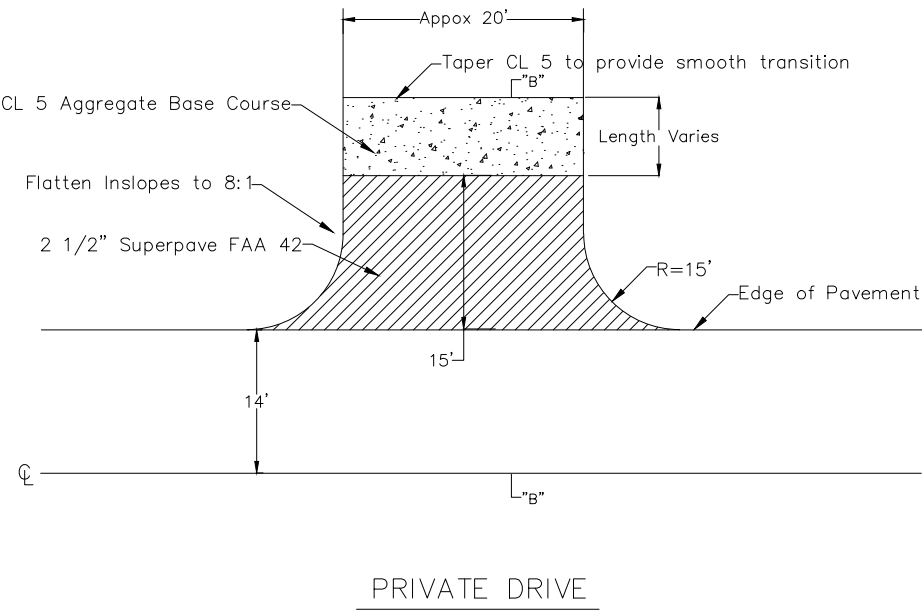 Appox 20'
Taper CL 5 to provide smooth transition
"B"
CL 5 Aggregate Base Course
Length Varies
Flatten Inslopes to 8:1
2 1/2" Superpave FAA 42
R=15'
Edge of Pavement
15'
14'
℄
"B"
PRIVATE DRIVE